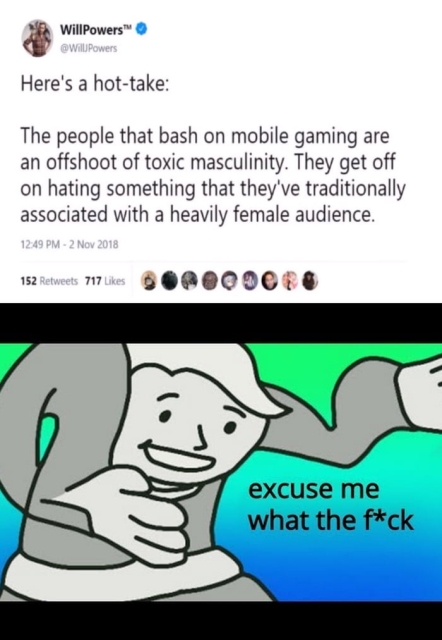 WillPowers™
@WillJPowers
Here's a hot-take:
The people that bash on mobile gaming are
an offshoot of toxic masculinity. They get off
on hating something that they've traditionally
associated with a heavily female audience.
12:49 PM - 2 Nov 2018
152 Retweets 717 Likes
excuse me
what the f*ck